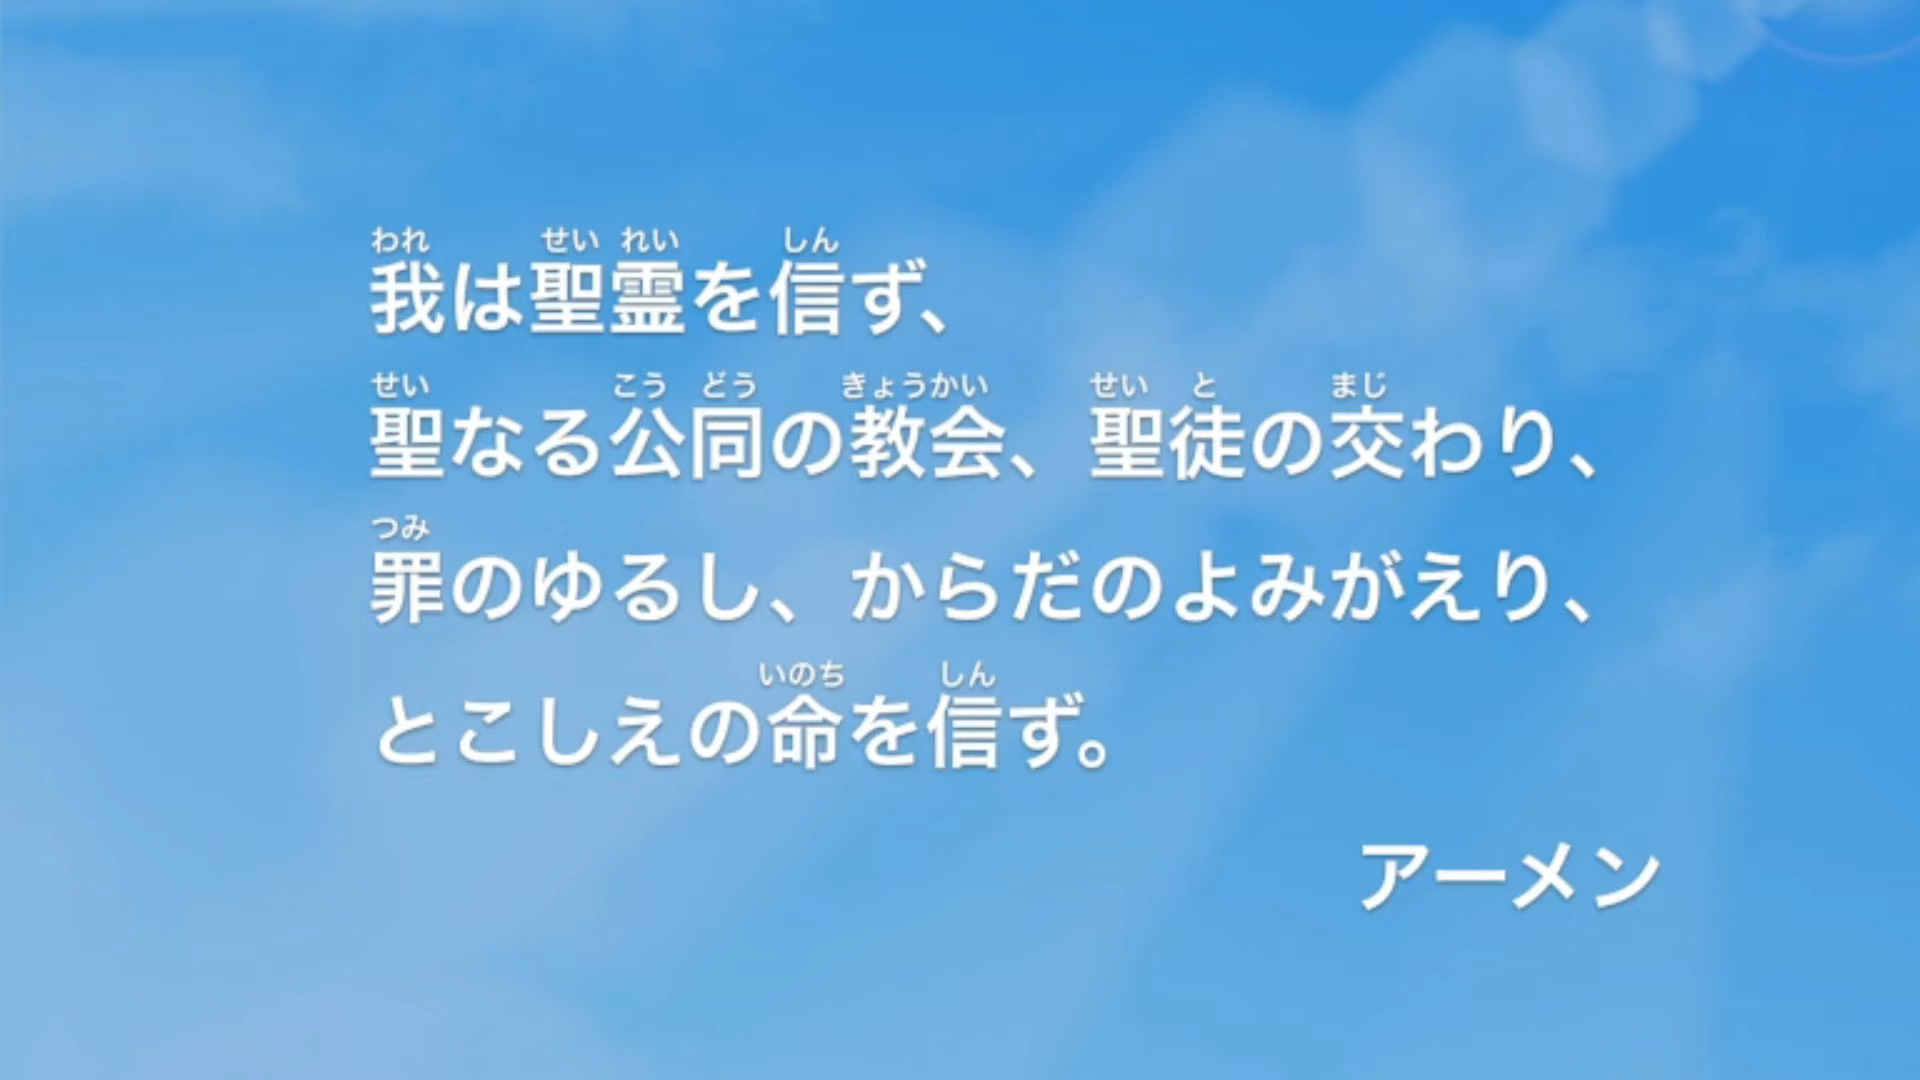 我は聖霊を信ず、
聖なる公同の教会、聖徒の交わり、
罪のゆるし、からだのよみがえり、
とこしえの命を信ず。
アーメン